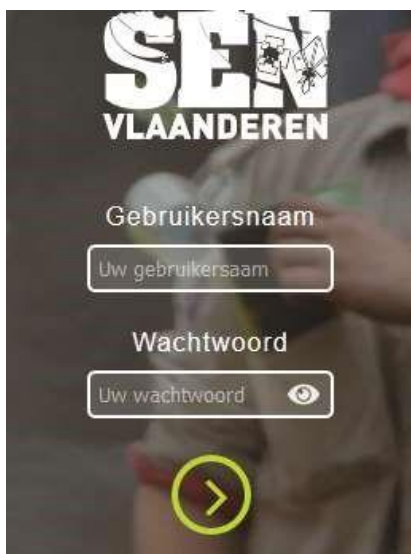 SEN
VLAANDEREN
Gebruikersnaam
Uw gebruikersaam
Wachtwoord
Uw wachtwoord